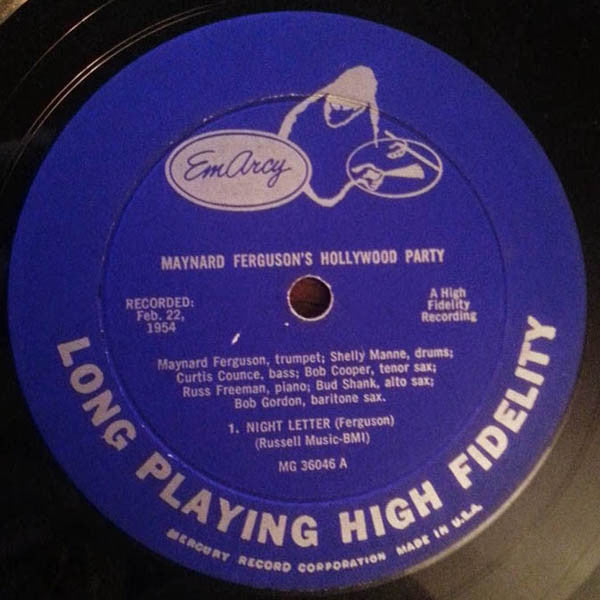 EmArcy
MAYNARD FERGUSON'S HOLLYWOOD PARTY
RECORDED:
Feb. 22,
1954
A High
Fidelity
Recording
Maynard Ferguson, trumpet; Shelly Manne, drums;
Curtis Counce, bass; Bob Cooper, tenor sax;
Russ Freeman, piano; Bud Shank, alto sax;
Bob Gordon, baritone sax.
1. NIGHT LETTER (Ferguson)
(Russell Music-BMI)
MG 36046 A
LONG PLAYING HIGH FIDELITY
MERCURY RECORD CORPORATION MADE IN U.S.A.